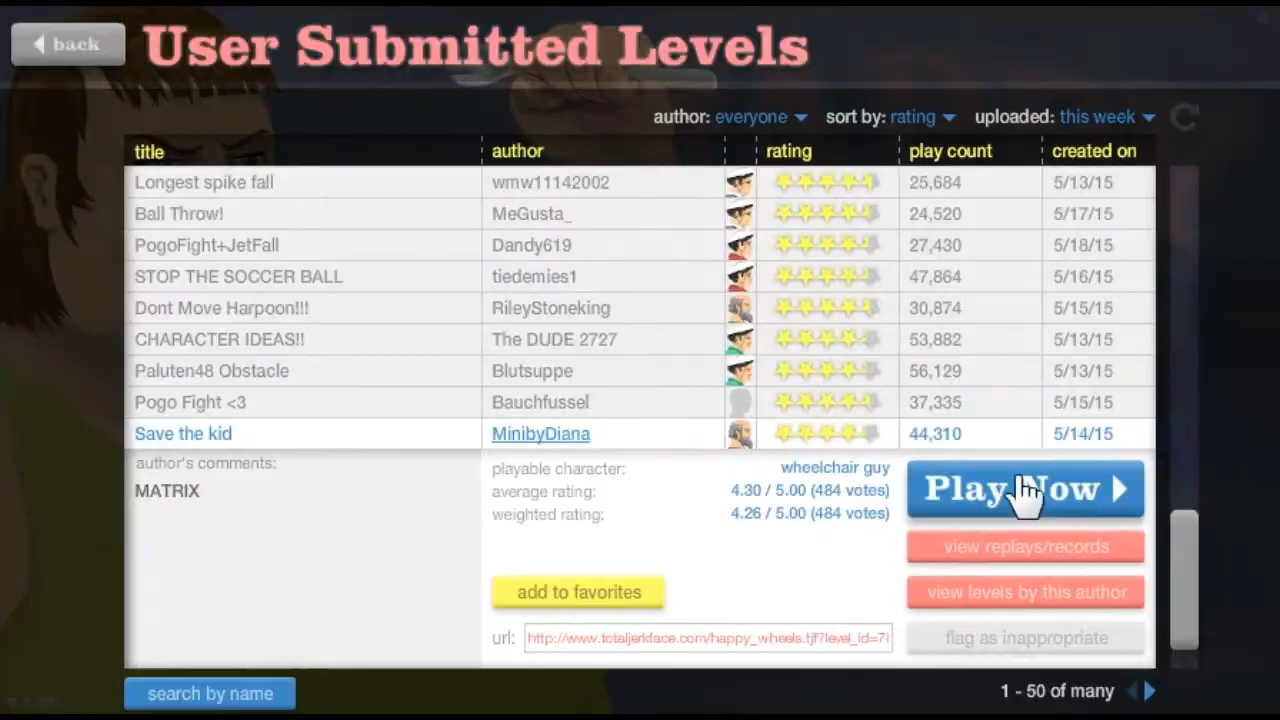 back
User Submitted Levels
author: everyone sort by: rating uploaded: this week
title author rating play count created on
Longest spike fall wmw11142002 25,684 5/13/15
Ball Throw! MeGusta_ 24,520 5/17/15
PogoFight+JetFall Dandy619 27,430 5/18/15
STOP THE SOCCER BALL tiedemies1 47,864 5/16/15
Dont Move Harpoon!!! RileyStoneking 30,874 5/15/15
CHARACTER IDEAS!! The DUDE 2727 53,882 5/13/15
Paluten48 Obstacle Blutsuppe 56,129 5/13/15
Pogo Fight <3 Bauchfussel 37,335 5/15/15
Save the kid MinibyDiana 44,310 5/14/15
author's comments:
MATRIX
playable character: wheelchair guy
average rating: 4.30 / 5.00 (484 votes)
weighted rating: 4.26 / 5.00 (484 votes)
add to favorites
url: http://www.totaljerkface.com/happy_wheels.tjf?level_id=7
Play Now
view replays/records
view levels by this author
flag as inappropriate
search by name
1 - 50 of many